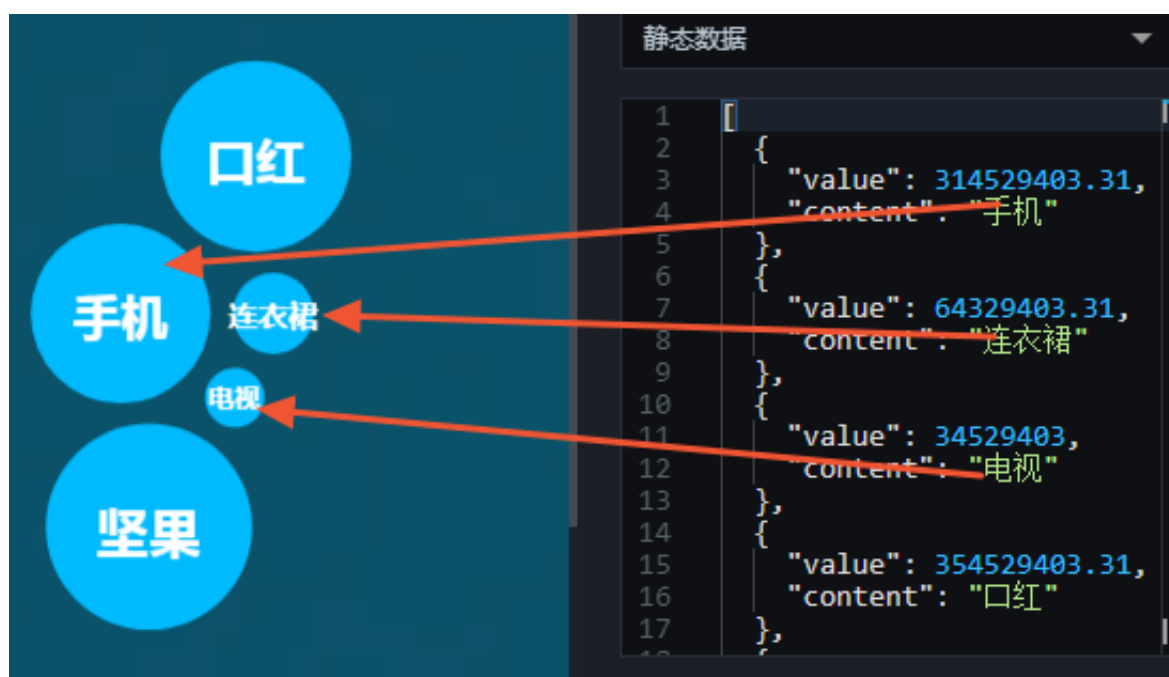 口红
手机
连衣裙
电视
坚果
静态数据
1 [
2 {
3 "value": 314529403.31,
4 "content": "手机"
5 },
6 {
7 "value": 64329403.31,
8 "content": "连衣裙"
9 },
10 {
11 "value": 34529403,
12 "content": "电视"
13 },
14 {
15 "value": 354529403.31,
16 "content": "口红"
17 },